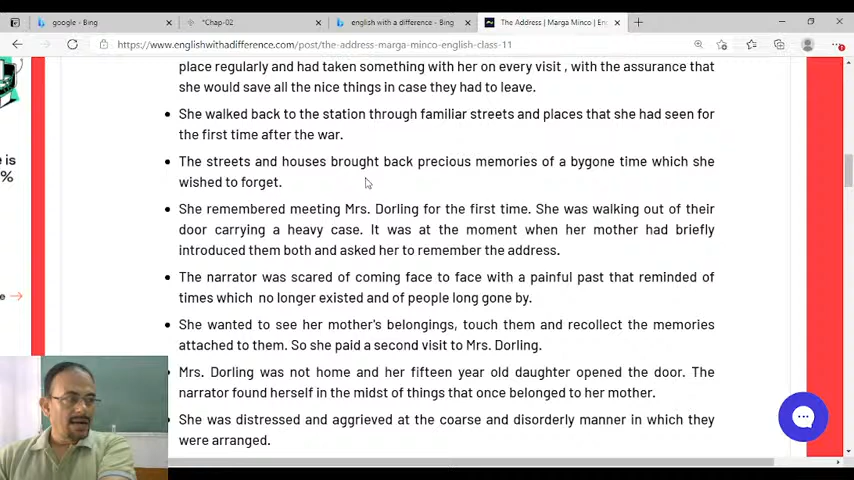 google - Bing
*Chap-02
english with a difference - Bing
The Address | Marga Minco | En
https://www.englishwithadifference.com/post/the-address-marga-minco-english-class-11
place regularly and had taken something with her on every visit , with the assurance that
she would save all the nice things in case they had to leave.
• She walked back to the station through familiar streets and places that she had seen for
the first time after the war.
e is
%
• The streets and houses brought back precious memories of a bygone time which she
wished to forget.
• She remembered meeting Mrs. Dorling for the first time. She was walking out of their
door carrying a heavy case. It was at the moment when her mother had briefly
introduced them both and asked her to remember the address.
• The narrator was scared of coming face to face with a painful past that reminded of
e →
times which no longer existed and of people long gone by.
• She wanted to see her mother's belongings, touch them and recollect the memories
attached to them. So she paid a second visit to Mrs. Dorling.
• Mrs. Dorling was not home and her fifteen year old daughter opened the door. The
narrator found herself in the midst of things that once belonged to her mother.
• She was distressed and aggrieved at the coarse and disorderly manner in which they
were arranged.